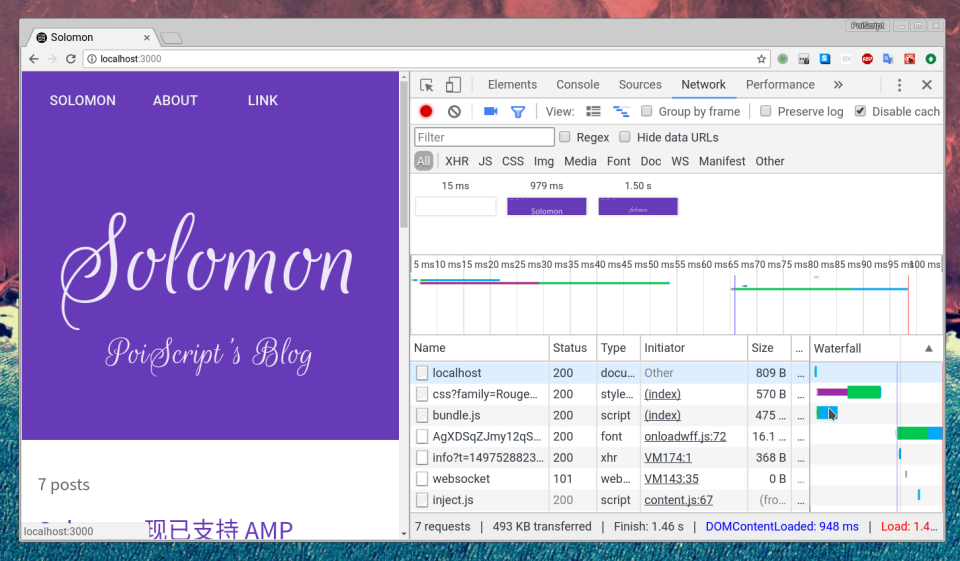 PoiScript
Solomon
localhost:3000
SOLOMON ABOUT LINK
Solomon
PoiScript 's Blog
7 posts
现已支持 AMP
localhost:3000
Elements Console Sources Network Performance
View: Group by frame Preserve log Disable cach
Filter Regex Hide data URLs
All XHR JS CSS Img Media Font Doc WS Manifest Other
15 ms 979 ms 1.50 s
Solomon
5 ms 10 ms 15 ms 20 ms 25 ms 30 ms 35 ms 40 ms 45 ms 50 ms 55 ms 60 ms 65 ms 70 ms 75 ms 80 ms 85 ms 90 ms 95 ms 100 ms
Name Status Type Initiator Size ... Waterfall
localhost 200 docu... Other 809 B ...
css?family=Rouge... 200 style... (index) 570 B ...
bundle.js 200 script (index) 475 ... ...
AgXDSqZJmy12qS... 200 font onloadwff.js:72 16.1 ... ...
info?t=1497528823... 200 xhr VM174:1 368 B ...
websocket 101 web... VM143:35 0 B ...
inject.js 200 script content.js:67 (fro... ...
7 requests | 493 KB transferred | Finish: 1.46 s | DOMContentLoaded: 948 ms | Load: 1.4...